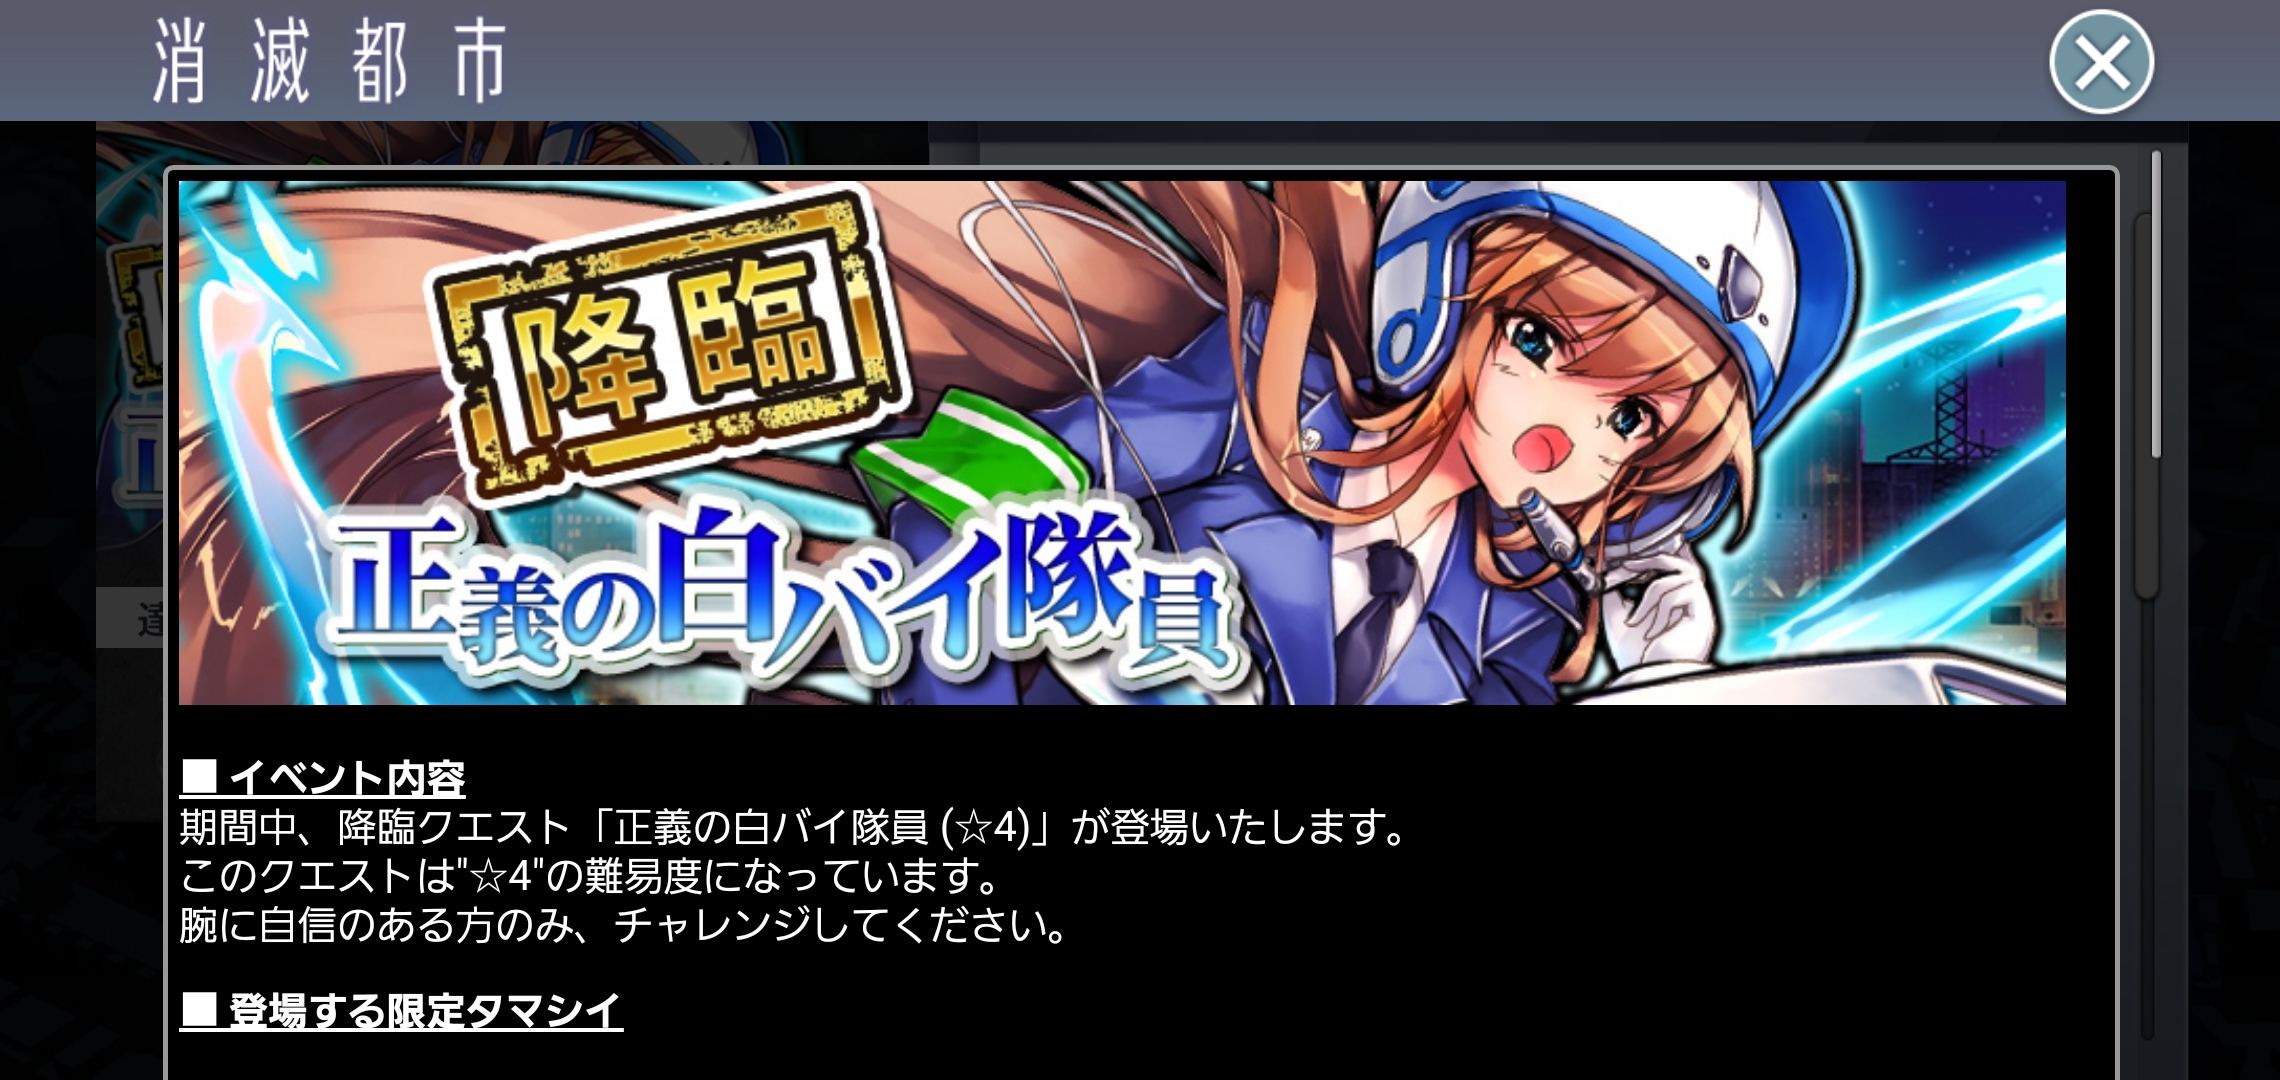 消滅都市
降臨
正義の白バイ隊員
■ イベント内容
期間中、降臨クエスト「正義の白バイ隊員 (☆4)」が登場いたします。
このクエストは"☆4"の難易度になっています。
腕に自信のある方のみ、チャレンジしてください。
■ 登場する限定タマシイ